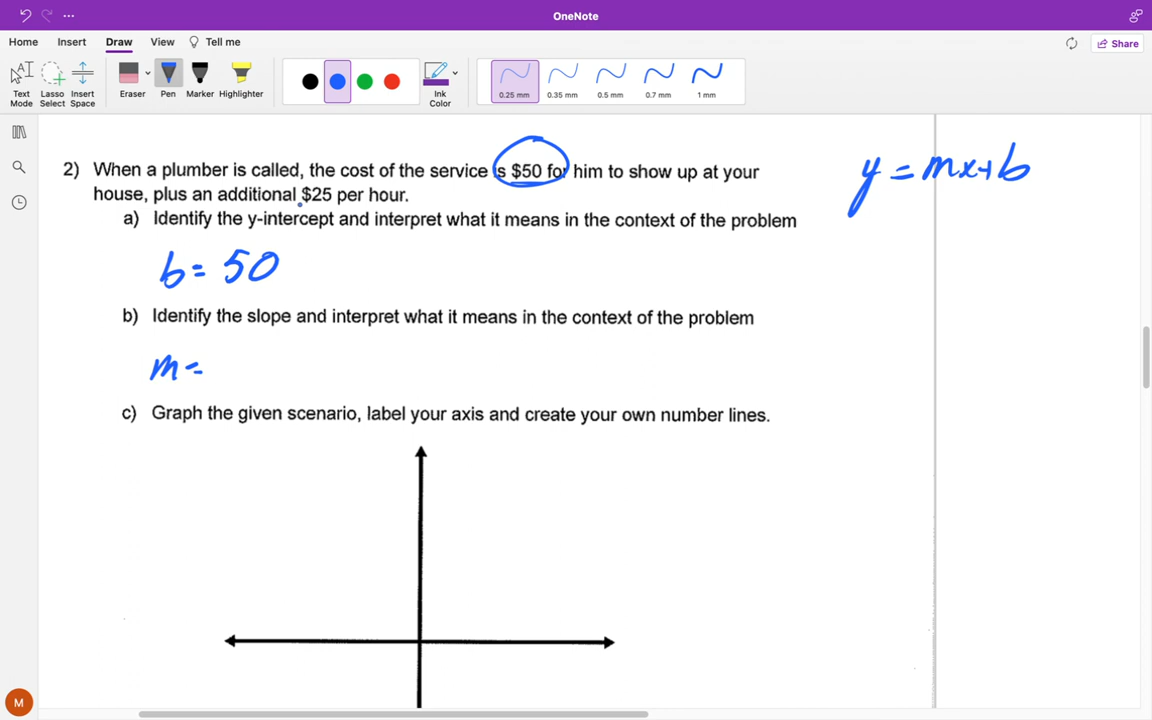 OneNote
Home Insert Draw View Tell me
Share
Text Mode
Lasso Select
Insert Space
Eraser
Pen
Marker
Highlighter
Ink Color
0.25 mm
0.35 mm
0.5 mm
0.7 mm
1 mm
2) When a plumber is called, the cost of the service is $50 for him to show up at your
house, plus an additional $25 per hour.
y = mx+b
a) Identify the y-intercept and interpret what it means in the context of the problem
b = 50
b) Identify the slope and interpret what it means in the context of the problem
m =
c) Graph the given scenario, label your axis and create your own number lines.
M